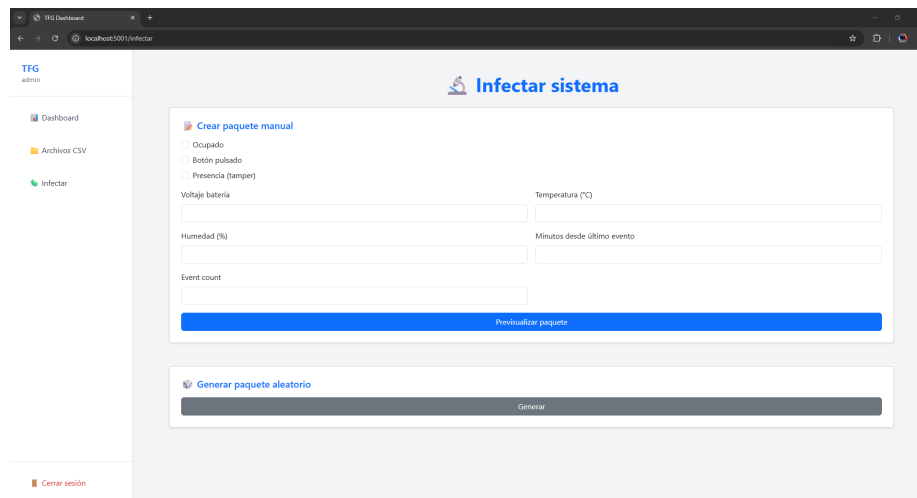 TFG Dashboard
localhost:5001/infectar
TFG
admin
Dashboard
Archivos CSV
Infectar
Cerrar sesión
Infectar sistema
Crear paquete manual
Ocupado
Botón pulsado
Presencia (tamper)
Voltaje batería
Temperatura (°C)
Humedad (%)
Minutos desde último evento
Event count
Previsualizar paquete
Generar paquete aleatorio
Generar